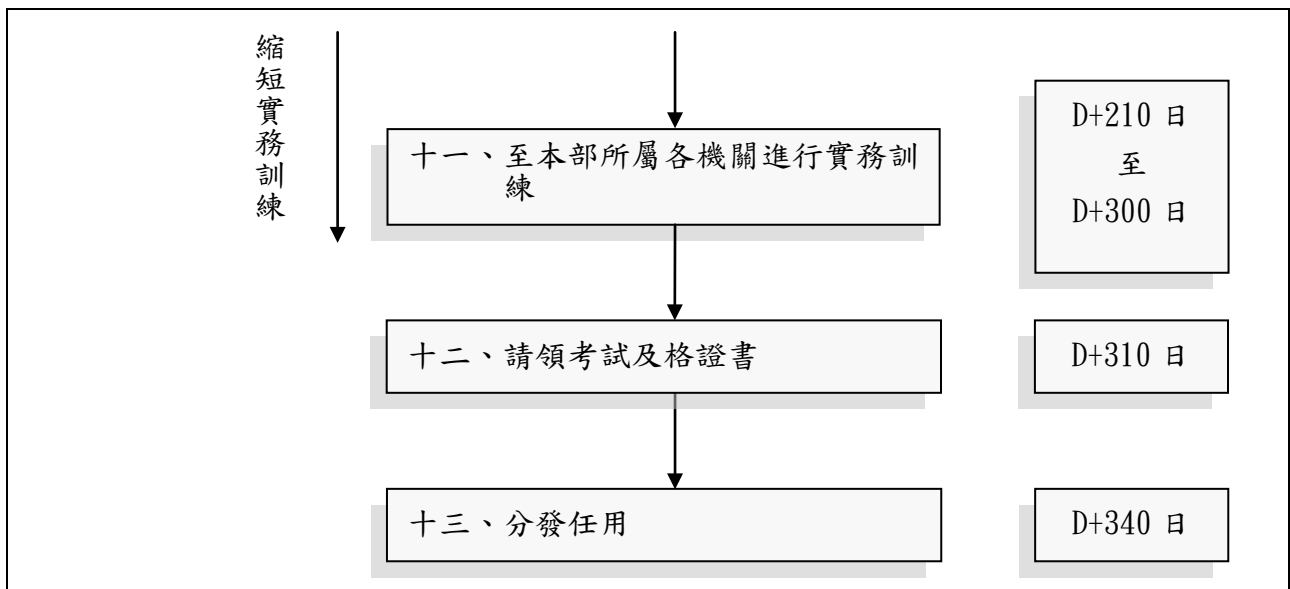 縮短實務訓練
十一、至本部所屬各機關進行實務訓
練
D+210 日
至
D+300 日
十二、請領考試及格證書
D+310 日
十三、分發任用
D+340 日